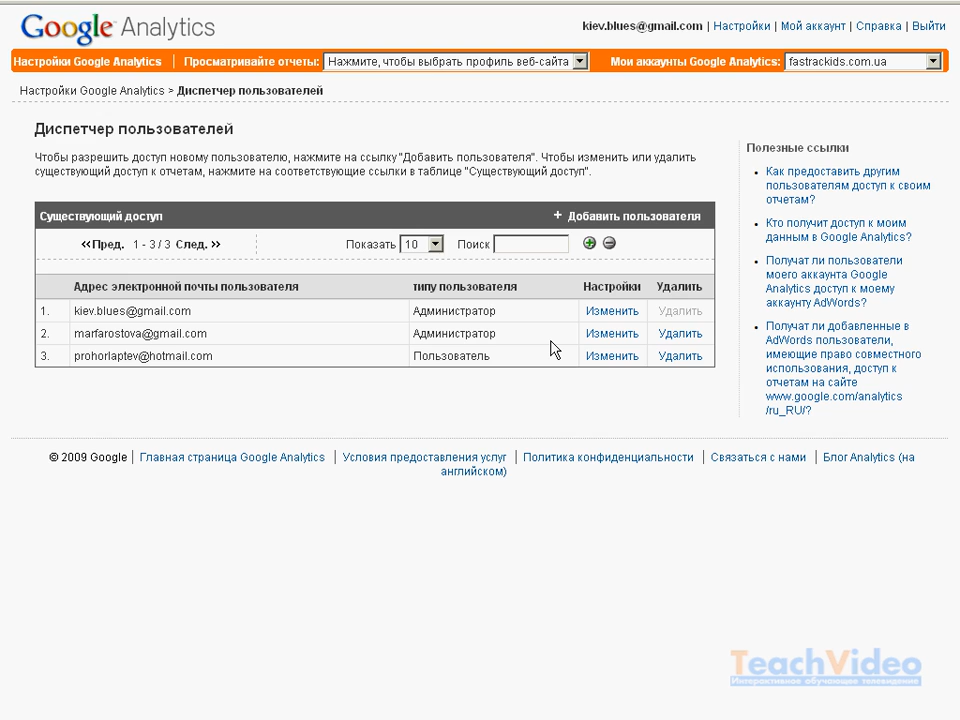 Google Analytics
kiev.blues@gmail.com | Настройки | Мой аккаунт | Справка | Выйти
Настройки Google Analytics | Просматривайте отчеты: Нажмите, чтобы выбрать профиль веб-сайта Мои аккаунты Google Analytics: fastrackids.com.ua
Настройки Google Analytics > Диспетчер пользователей
Диспетчер пользователей
Чтобы разрешить доступ новому пользователю, нажмите на ссылку "Добавить пользователя". Чтобы изменить или удалить
существующий доступ к отчетам, нажмите на соответствующие ссылки в таблице "Существующий доступ".
Существующий доступ + Добавить пользователя
«Пред. 1 - 3 / 3 След. » Показать 10 Поиск
Адрес электронной почты пользователя типу пользователя Настройки Удалить
1. kiev.blues@gmail.com Администратор Изменить Удалить
2. marfarostova@gmail.com Администратор Изменить Удалить
3. prohorlaptev@hotmail.com Пользователь Изменить Удалить
Полезные ссылки
Как предоставить другим
пользователям доступ к своим
отчетам?
Кто получит доступ к моим
данным в Google Analytics?
Получат ли пользователи
моего аккаунта Google
Analytics доступ к моему
аккаунту AdWords?
Получат ли добавленные в
AdWords пользователи,
имеющие право совместного
использования, доступ к
отчетам на сайте
www.google.com/analytics
/ru_RU/?
© 2009 Google | Главная страница Google Analytics | Условия предоставления услуг | Политика конфиденциальности | Связаться с нами | Блог Analytics (на
английском)
TeachVideo
Интерактивное обучающее телевидение